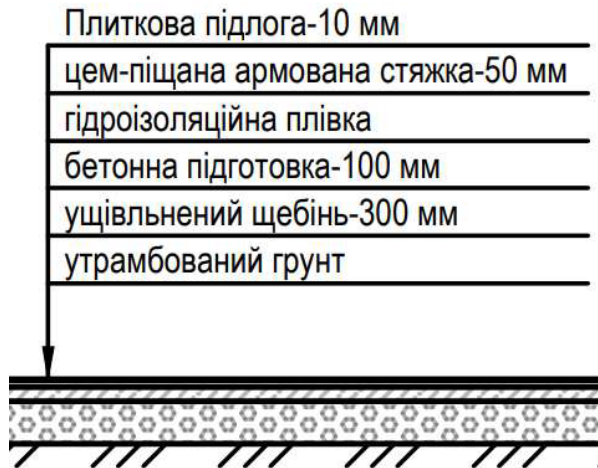 Плиткова підлога-10 мм
цем-піщана армована стяжка-50 мм
гідроізоляційна плівка
бетонна підготовка-100 мм
ущівльнений щебінь-300 мм
утрамбований грунт